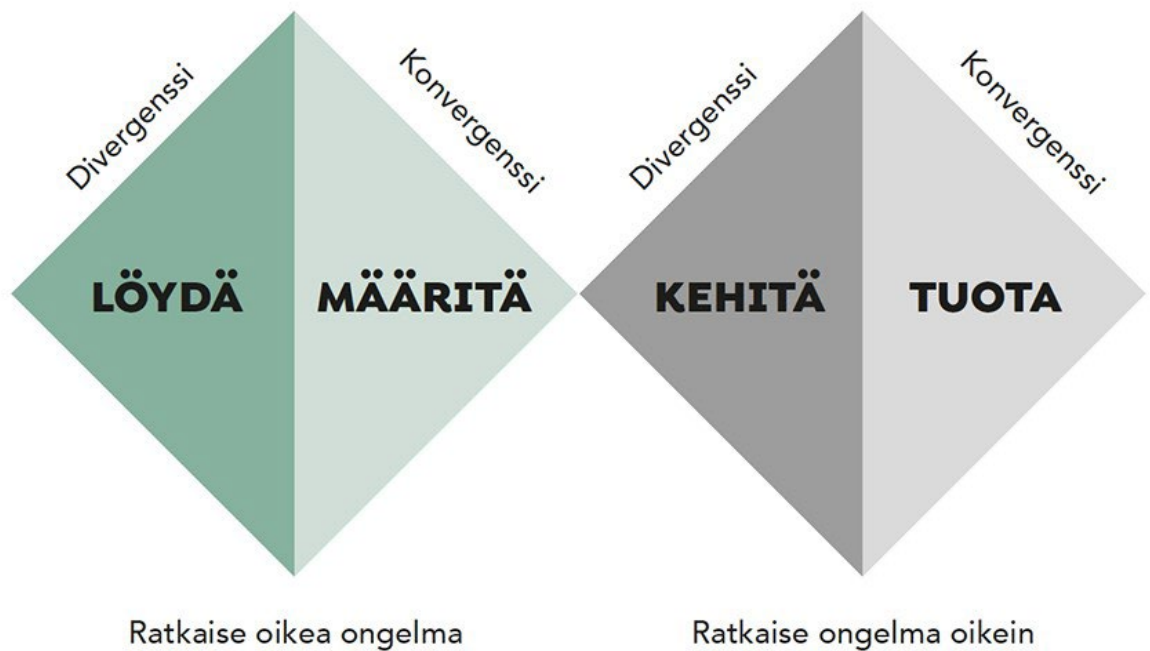 Divergenssi
Konvergenssi
Divergenssi
Konvergenssi
LÖYDÄ
MÄÄRITÄ
KEHITÄ
TUOTA
Ratkaise oikea ongelma
Ratkaise ongelma oikein